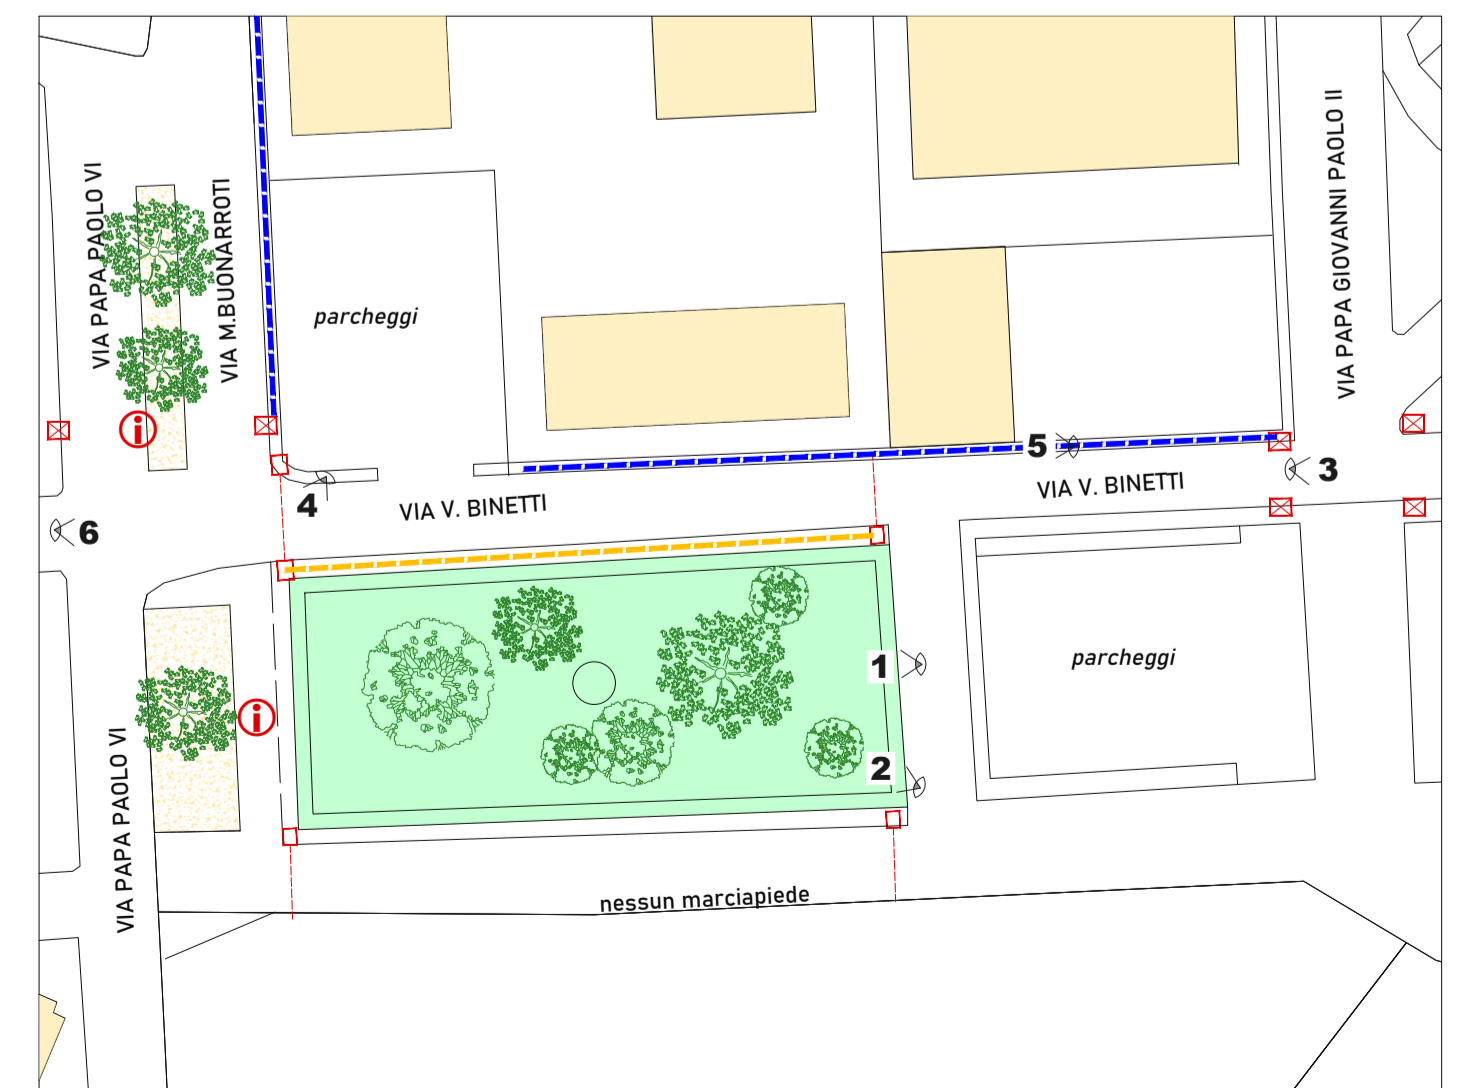 VIA PAPA PAOLO VI
VIA M.BUONARROTI
VIA PAPA GIOVANNI PAOLO II
parcheggi
i
5
3
4
VIA V. BINETTI
VIA V. BINETTI
6
1
parcheggi
i
2
VIA PAPA PAOLO VI
nessun marciapiede